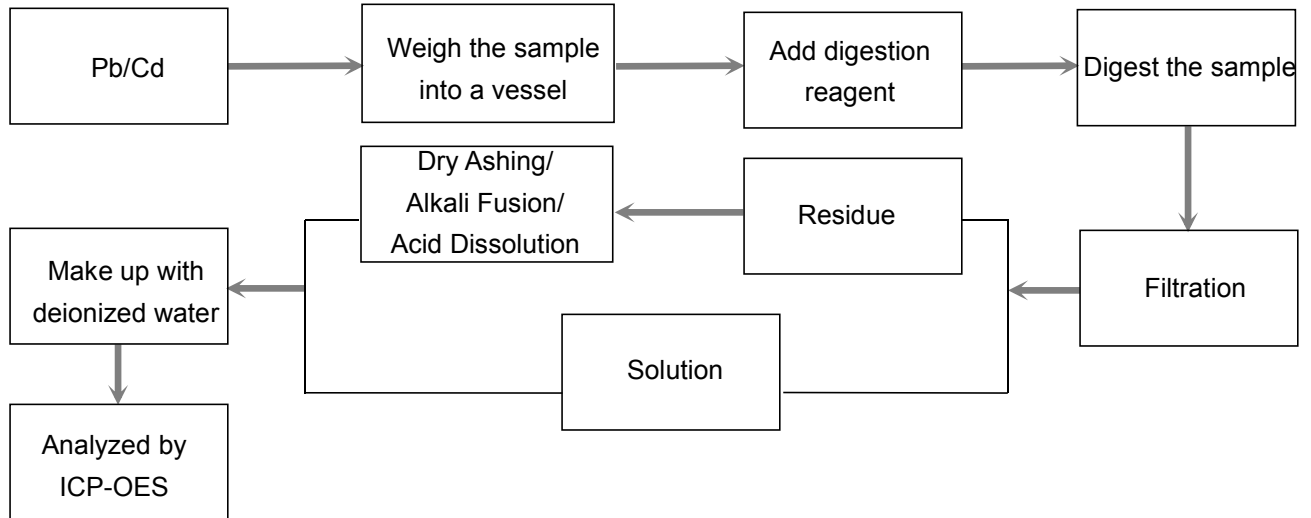 Pb/Cd
Weigh the sample
into a vessel
Add digestion
reagent
Digest the sample
Filtration
Residue
Dry Ashing/
Alkali Fusion/
Acid Dissolution
Solution
Make up with
deionized water
Analyzed by
ICP-OES